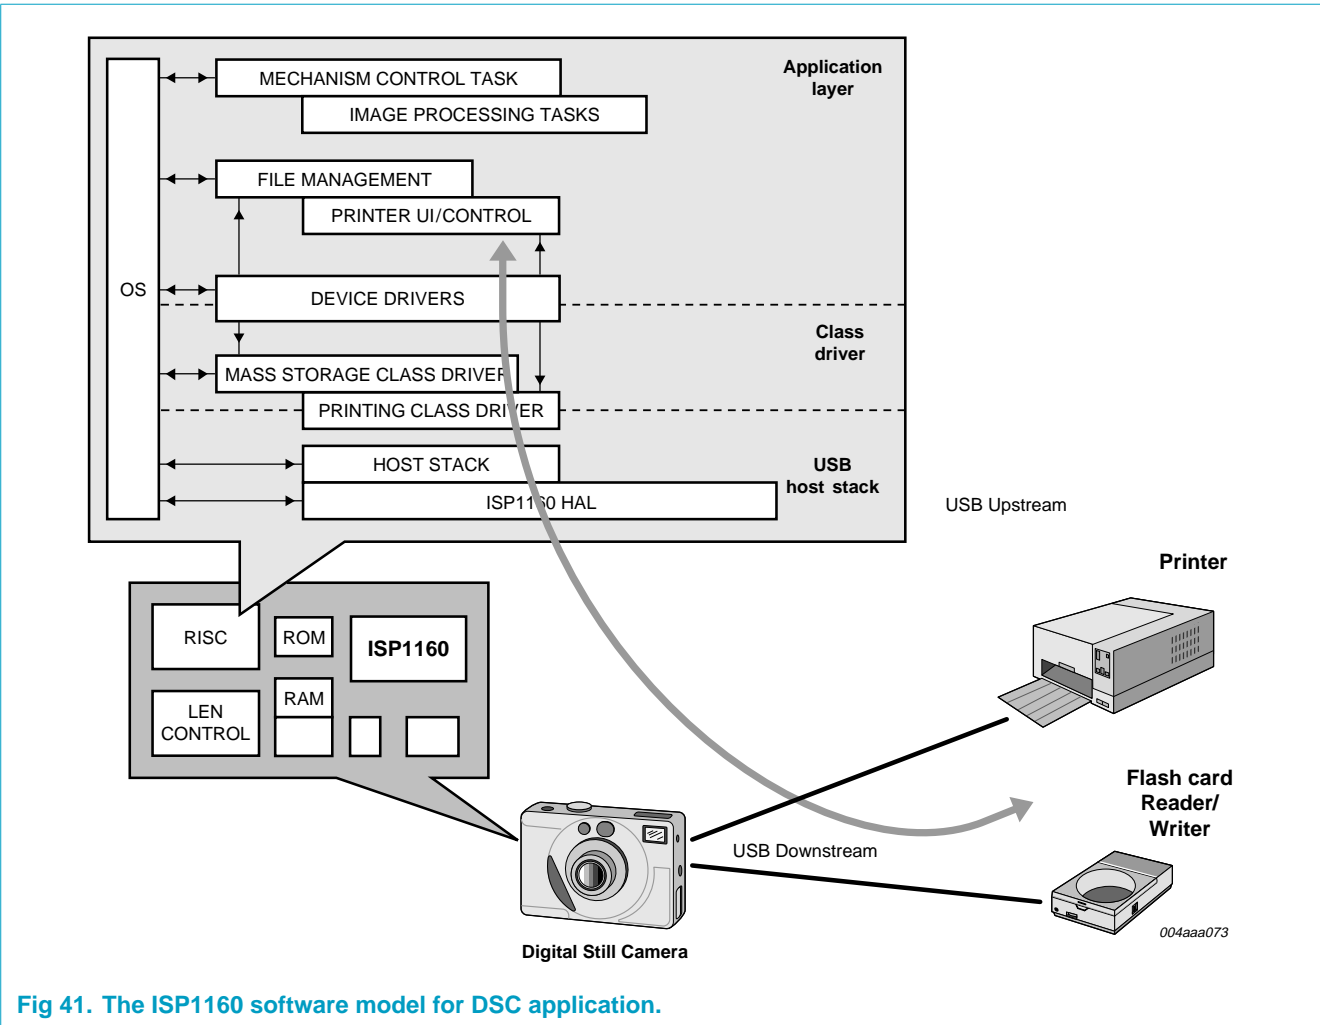 MECHANISM CONTROL TASK
Application
layer
IMAGE PROCESSING TASKS
FILE MANAGEMENT
PRINTER UI/CONTROL
OS
DEVICE DRIVERS
Class
driver
MASS STORAGE CLASS DRIVER
PRINTING CLASS DRIVER
HOST STACK
USB
host stack
ISP1160 HAL
USB Upstream
Printer
RISC
ROM
ISP1160
RAM
LEN
CONTROL
Flash card
Reader/
Writer
USB Downstream
004aaa073
Digital Still Camera
Fig 41. The ISP1160 software model for DSC application.